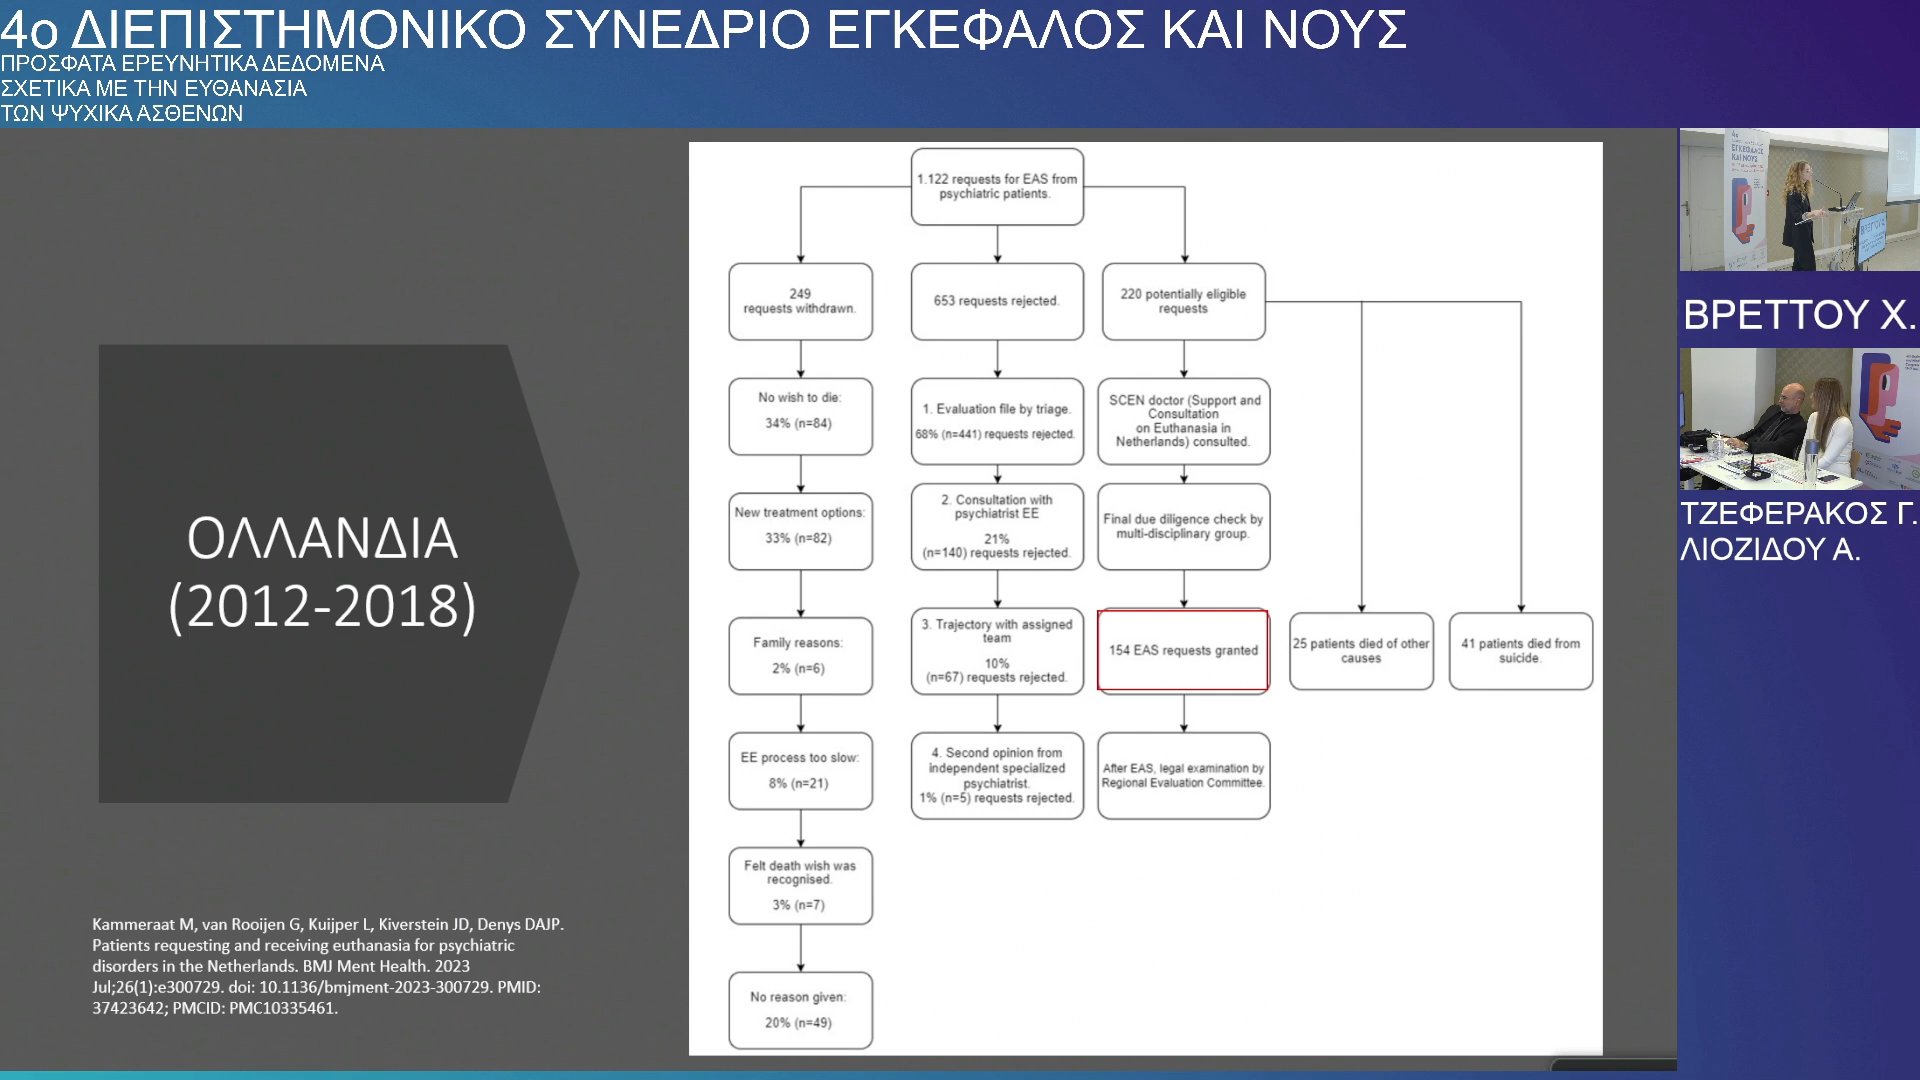 4ο ΔΙΕΠΙΣΤΗΜΟΝΙΚΟ ΣΥΝΕΔΡΙΟ ΕΓΚΕΦΑΛΟΣ ΚΑΙ ΝΟΥΣ
ΠΡΟΣΦΑΤΑ ΕΡΕΥΝΗΤΙΚΑ ΔΕΔΟΜΕΝΑ
ΣΧΕΤΙΚΑ ΜΕ ΤΗΝ ΕΥΘΑΝΑΣΙΑ
ΤΩΝ ΨΥΧΙΚΑ ΑΣΘΕΝΩΝ
ΟΛΛΑΝΔΙΑ
(2012-2018)
Kammeraat M, van Rooijen G, Kuijper L, Kiverstein JD, Denys DAJP.
Patients requesting and receiving euthanasia for psychiatric
disorders in the Netherlands. BMJ Ment Health. 2023
Jul;26(1):e300729. doi: 10.1136/bmjment-2023-300729. PMID:
37423642; PMCID: PMC10335461.
1.122 requests for EAS from
psychiatric patients.
249
requests withdrawn.
No wish to die:
34% (n=84)
New treatment options:
33% (n=82)
Family reasons:
2% (n=6)
EE process too slow:
8% (n=21)
Felt death wish was
recognised.
3% (n=7)
No reason given:
20% (n=49)
653 requests rejected.
1. Evaluation file by triage.
68% (n=441) requests rejected.
2. Consultation with
psychiatrist EE
21%
(n=140) requests rejected.
3. Trajectory with assigned
team
10%
(n=67) requests rejected.
4. Second opinion from
independent specialized
psychiatrist.
1% (n=5) requests rejected.
220 potentially eligible
requests
SCEN doctor (Support and
Consultation
on Euthanasia in
Netherlands) consulted.
Final due diligence check by
multi-disciplinary group.
154 EAS requests granted
After EAS, legal examination by
Regional Evaluation Committee.
25 patients died of other
causes
41 patients died from
suicide.
ΕΓΚΕΦΑΛΟΣ
ΚΑΙ ΝΟΥΣ
ΒΡΕΤΤΟΥ Χ.
ΤΖΕΦΕΡΑΚΟΣ Γ.
ΛΙΟΖΙΔΟΥ Α.